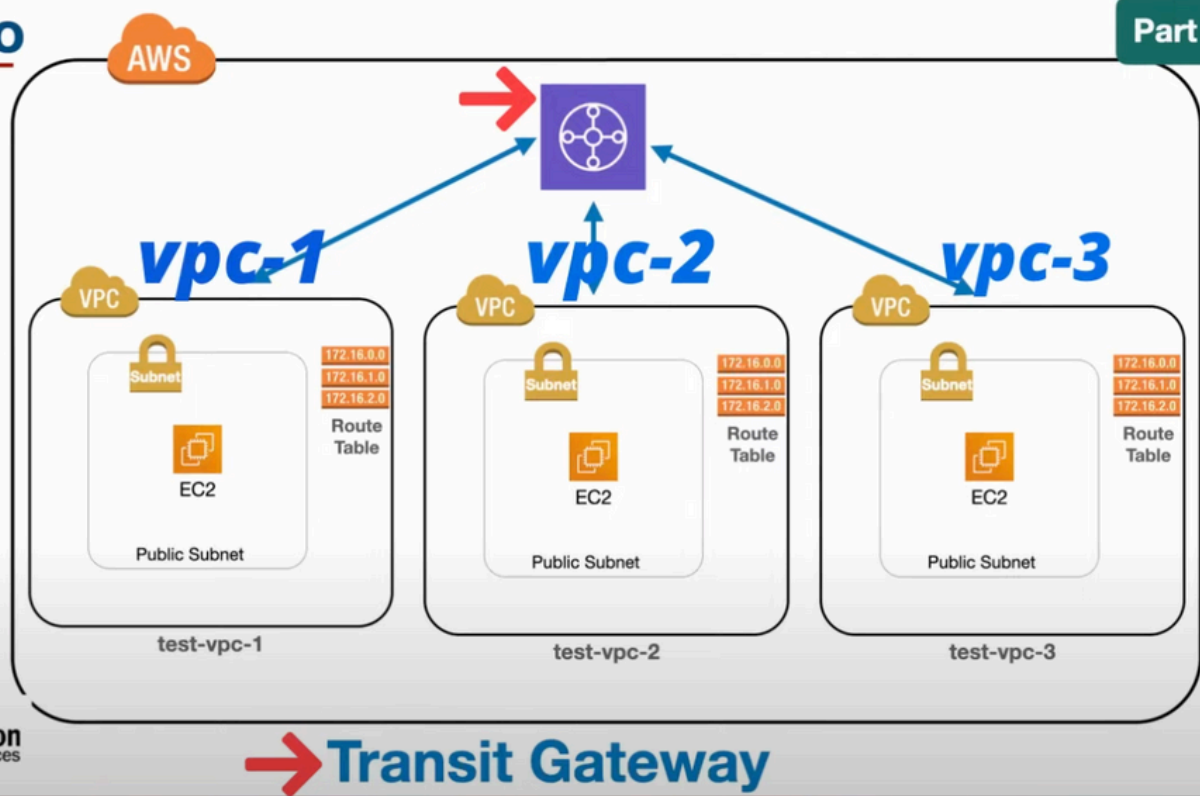 o
AWS
Part
vpc-1
vpc-2
vpc-3
VPC
VPC
VPC
Subnet
172.16.0.0
172.16.1.0
172.16.2.0
Route
Table
EC2
Public Subnet
test-vpc-1
Subnet
172.16.0.0
172.16.1.0
172.16.2.0
Route
Table
EC2
Public Subnet
test-vpc-2
Subnet
172.16.0.0
172.16.1.0
172.16.2.0
Route
Table
EC2
Public Subnet
test-vpc-3
on
ces
Transit Gateway